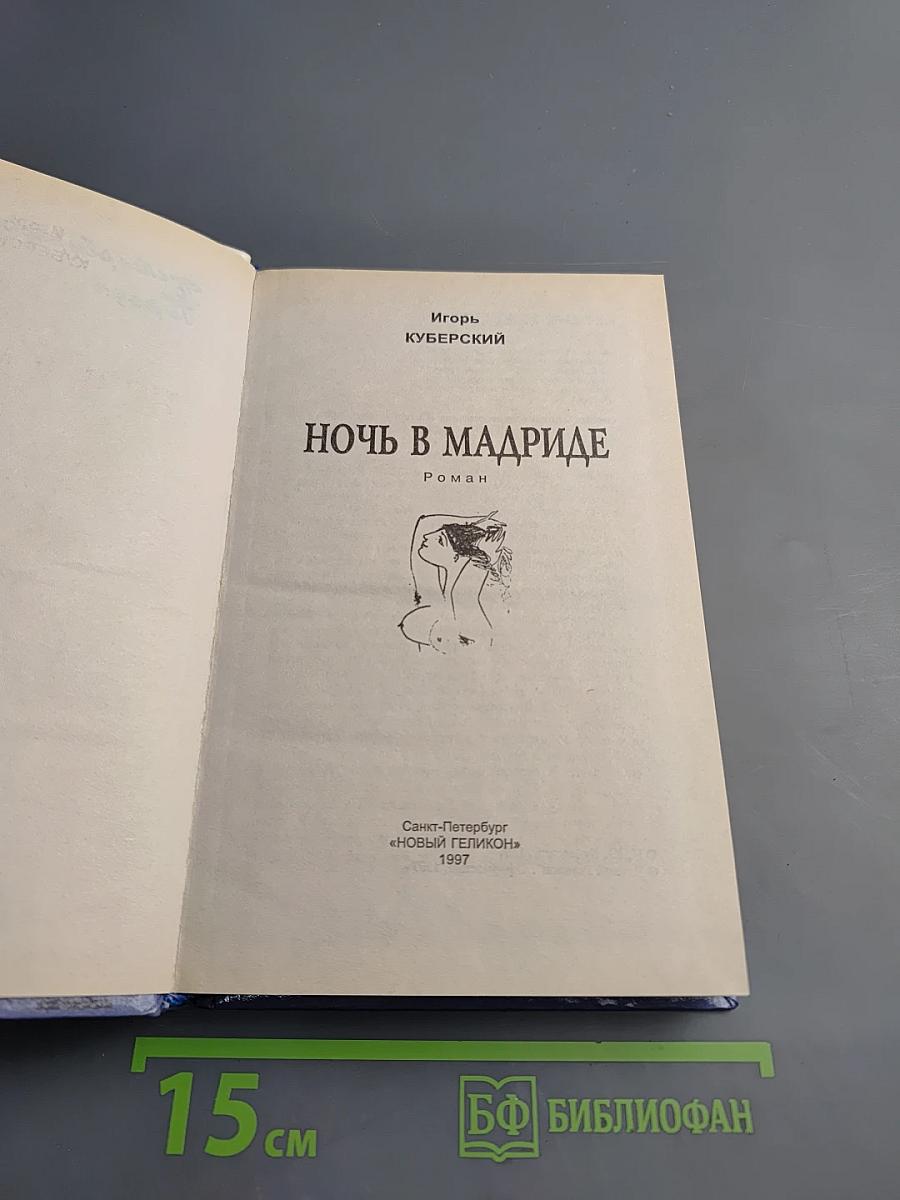 Игорь
КУБЕРСКИЙ
НОЧЬ В МАДРИДЕ
Роман
Санкт-Петербург
«НОВЫЙ ГЕЛИКОН»
1997
15 см
БФ БИБЛИОФАН